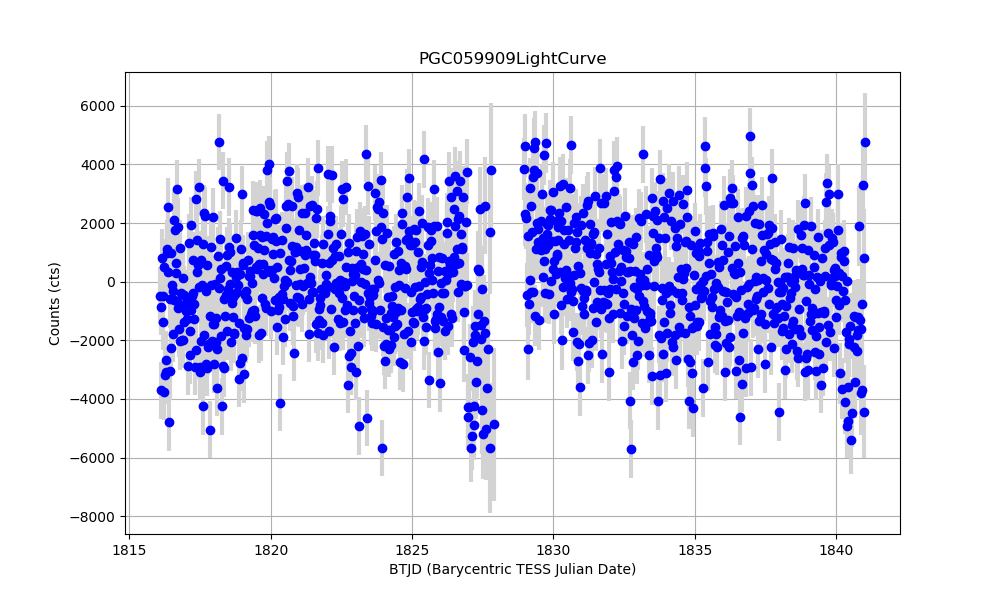 PGC059909LightCurve
Counts (cts)
6000
4000
2000
0
−2000
−4000
−6000
−8000
1815 1820 1825 1830 1835 1840
BTJD (Barycentric TESS Julian Date)